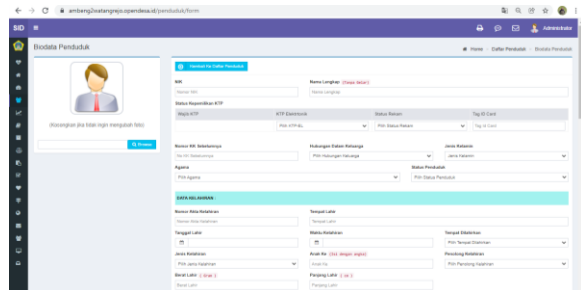 ambeng2watangrejo.opendesa.id/penduduk/form
SID
Administrator
Biodata Penduduk
Home Daftar Penduduk Biodata Penduduk
Kembali Ke Daftar Penduduk
NIK
Nama Lengkap (Tanpa Gelar)
Nomor NIK
Nama Lengkap
Status Kepemilikan KTP
Wajib KTP
KTP Elektronik
Status Rekam
Tag ID Card
Pilih KTP-EL
Pilih Status Rekam
Tag Id Card
(Kosongkan jika tidak ingin mengubah foto)
Browse
Nomor KK Sebelumnya
Hubungan Dalam Keluarga
Jenis Kelamin
No KK Sebelumnya
Pilih Hubungan Keluarga
Jenis Kelamin
Agama
Status Penduduk
Pilih Agama
Pilih Status Penduduk
DATA KELAHIRAN :
Nomor Akta Kelahiran
Tempat Lahir
Nomor Akta Kelahiran
Tempat Lahir
Tanggal Lahir
Waktu Kelahiran
Tempat Dilahirkan
Pilih Tempat Dilahirkan
Jenis Kelahiran
Anak Ke (Isi dengan angka)
Penolong Kelahiran
Pilih Jenis Kelahiran
Anak Ke
Pilih Penolong Kelahiran
Berat Lahir ( Gram )
Panjang Lahir ( cm )
Berat Lahir
Panjang Lahir